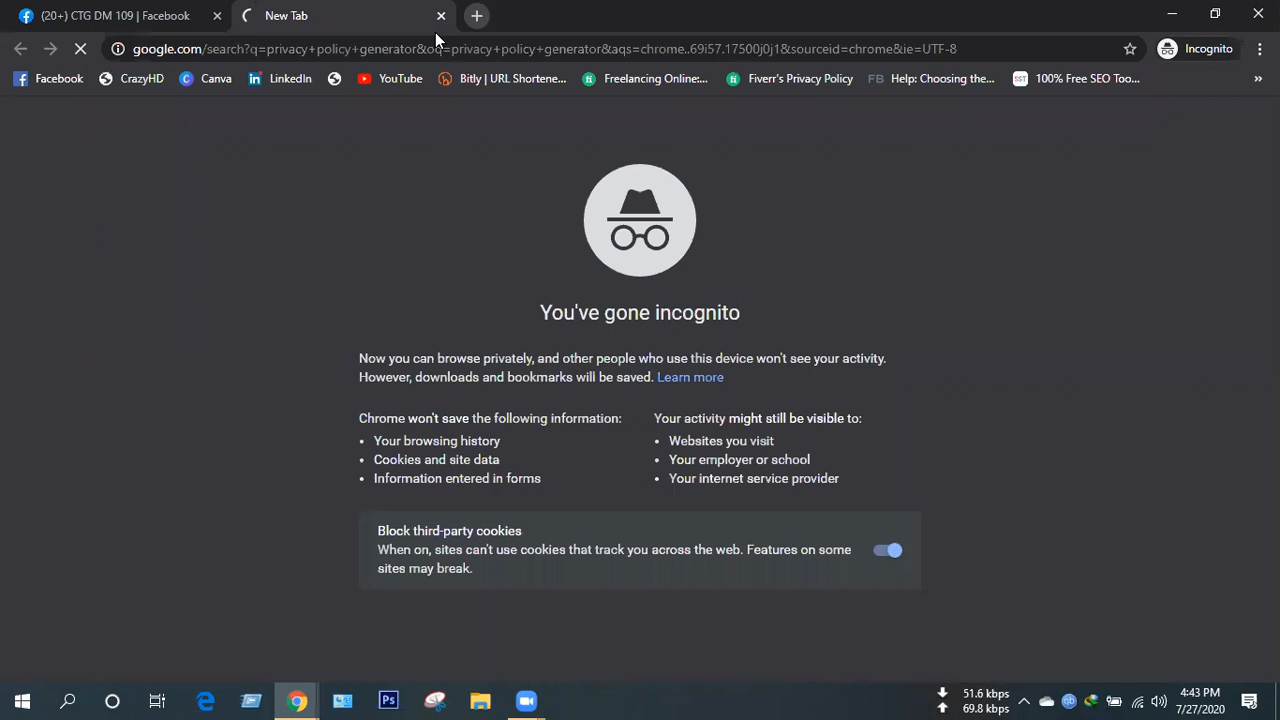 (20+) CTG DM 109 | Facebook
New Tab
google.com/search?q=privacy+policy+generator&oq=privacy+policy+generator&aqs=chrome..69i57.17500j0j1&sourceid=chrome&ie=UTF-8
Incognito
Facebook CrazyHD Canva LinkedIn YouTube Bitly | URL Shortene... Freelancing Online:... Fiverr's Privacy Policy FB Help: Choosing the... SST 100% Free SEO Too... »
You've gone incognito
Now you can browse privately, and other people who use this device won't see your activity.
However, downloads and bookmarks will be saved. Learn more
Chrome won't save the following information:
• Your browsing history
• Cookies and site data
• Information entered in forms
Your activity might still be visible to:
• Websites you visit
• Your employer or school
• Your internet service provider
Block third-party cookies
When on, sites can't use cookies that track you across the web. Features on some
sites may break.
Ps
51.6 kbps
69.8 kbps
qb
4:43 PM
7/27/2020